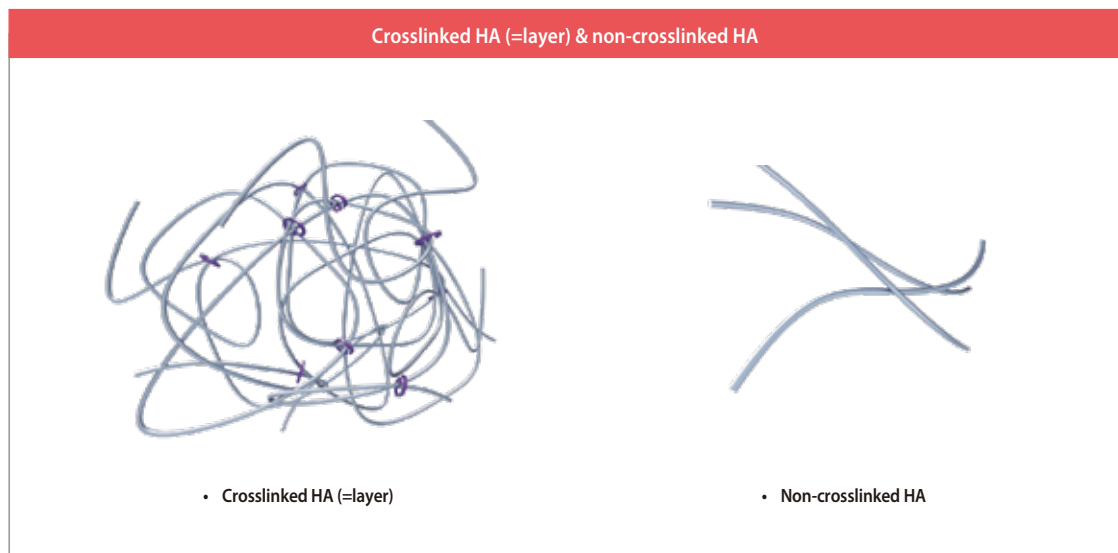 Crosslinked HA (=layer) & non-crosslinked HA
• Crosslinked HA (=layer)
• Non-crosslinked HA